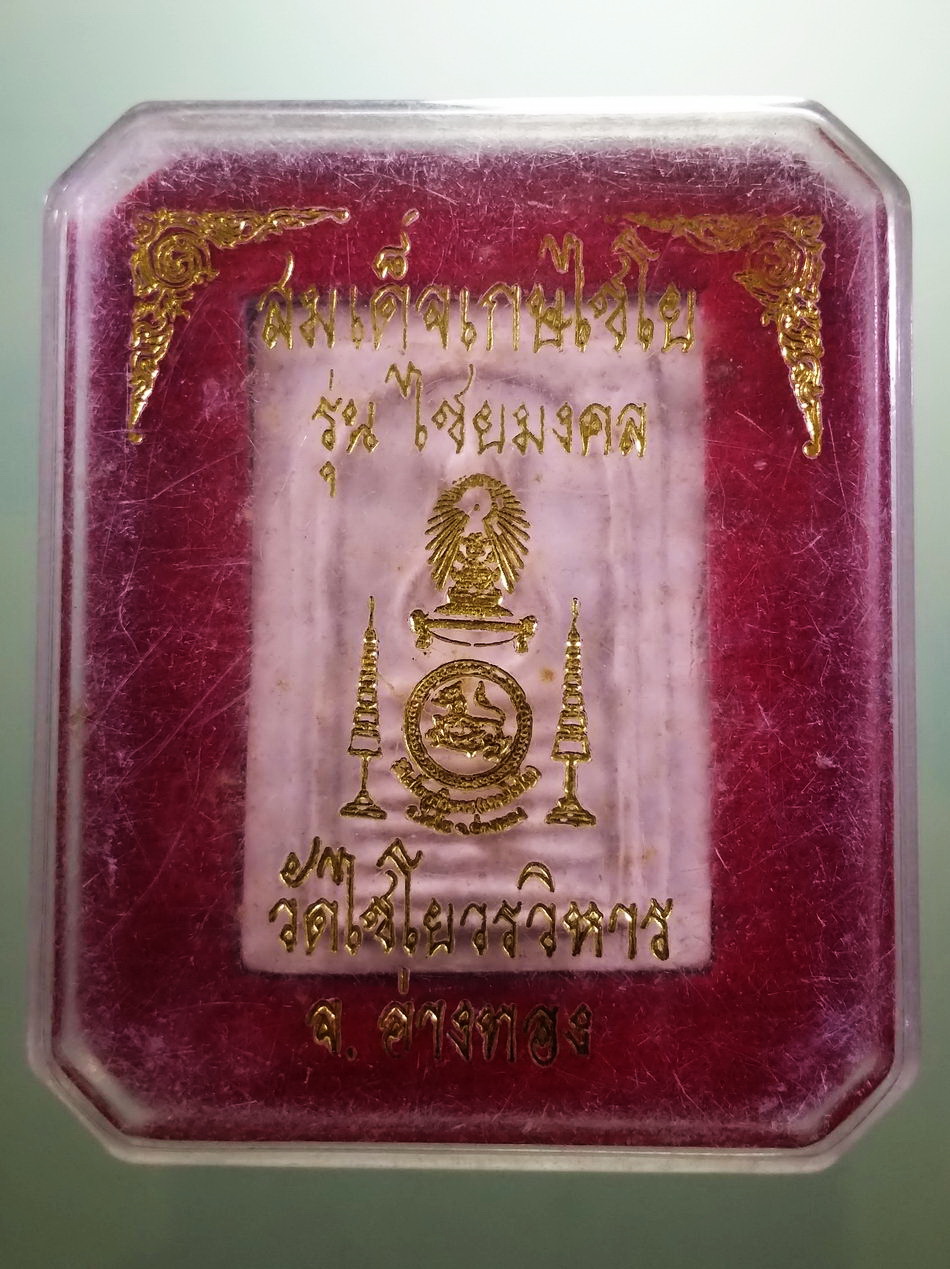 สมเด็จเกษไชโย
รุ่น ไชยมงคล
วัดไชโยวรวิหาร
จ. อ่างทอง